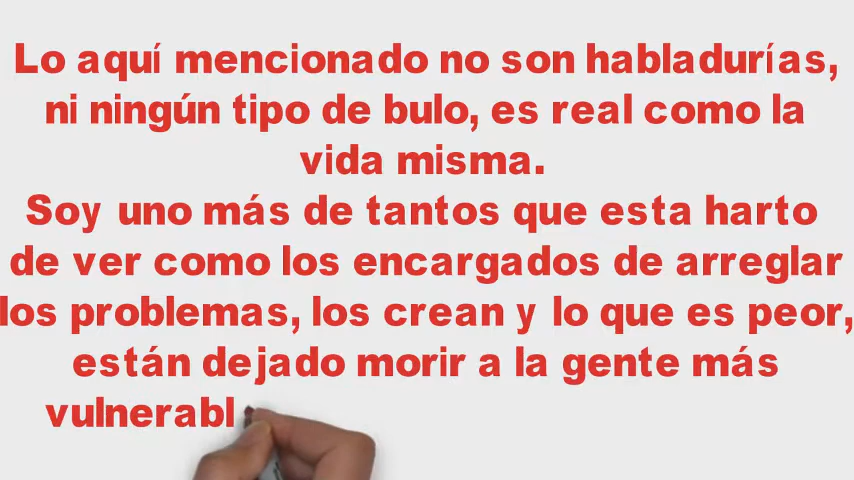 Lo aquí mencionado no son habladurías,
ni ningún tipo de bulo, es real como la
vida misma.
Soy uno más de tantos que esta harto
de ver como los encargados de arreglar
los problemas, los crean y lo que es peor,
están dejado morir a la gente más
vulnerabl